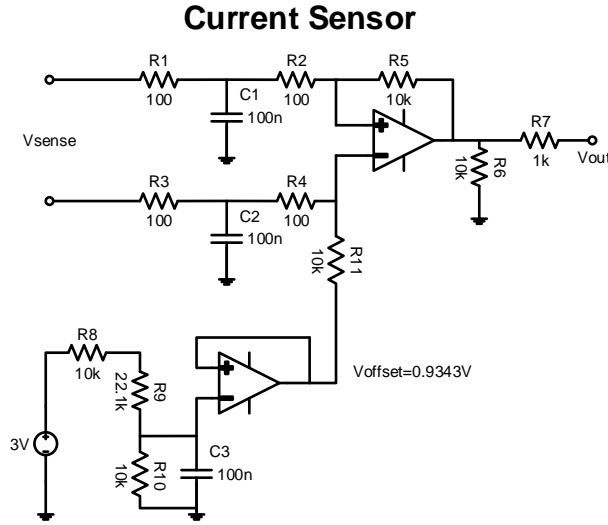 Current Sensor
R1
100
R2
100
R5
10k
C1
100n
+
-
R7
1k
Vout
R6
10k
Vsense
R3
100
R4
100
C2
100n
R11
10k
R8
10k
R9
22.1k
+
-
Voffset=0.9343V
3V
+
-
R10
10k
C3
100n